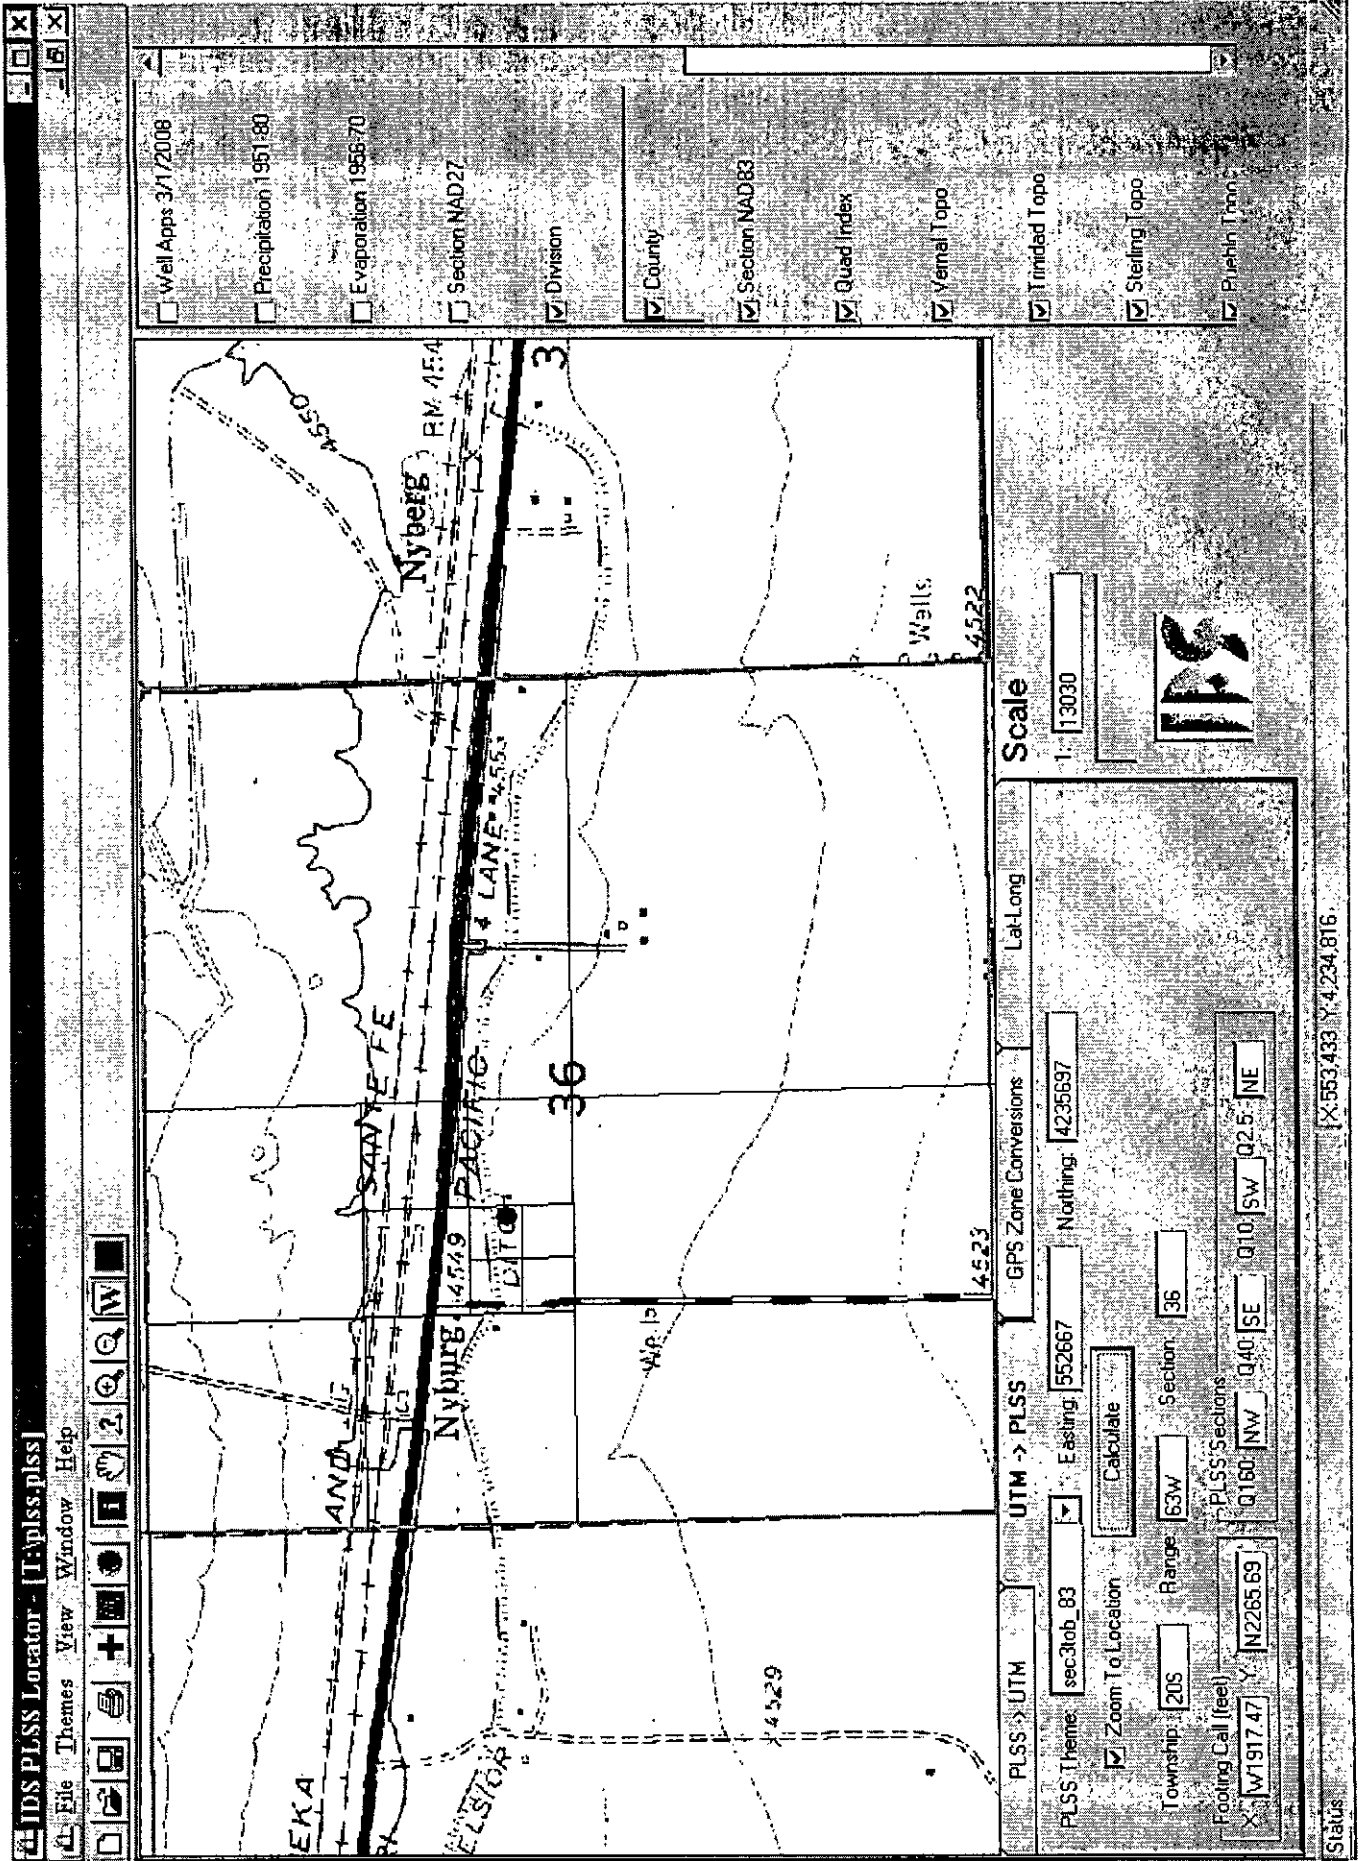 IDS PLSS Locator - [T:\plss.plss]
File Themes View Window Help
W
EKA
AND
SANTE FE
Nyberg
4550
P.M. 454
Nyburg
4549
PACIFIC
4 LANE
3
ELSIOR
36
4529
4523
Wells
4522
Well Apps 3/1/2008
Precipitation 1951-80
Evaporation 1956-70
Section NAD27
Division
County
Section NAD83
Quad Index
Vernal Topo
Trinidad Topo
Sterling Topo
PLSS -> UTM
UTM -> PLSS
GPS Zone Conversions
Lat-Long
PLSS Theme: sec3tob_83 Easting: 552667 Northing: 4235697
Zoom To Location
Calculate
Township: 20S Range: 63W Section: 36
Footing Call (feet)
X: W1917.47 Y: N2265.69
PLSS Sections
Q160: NW Q40: SE Q10: SW Q2.5: NE
Scale
1: 13030
IDS
Status
X:553,433 Y:4,234,816